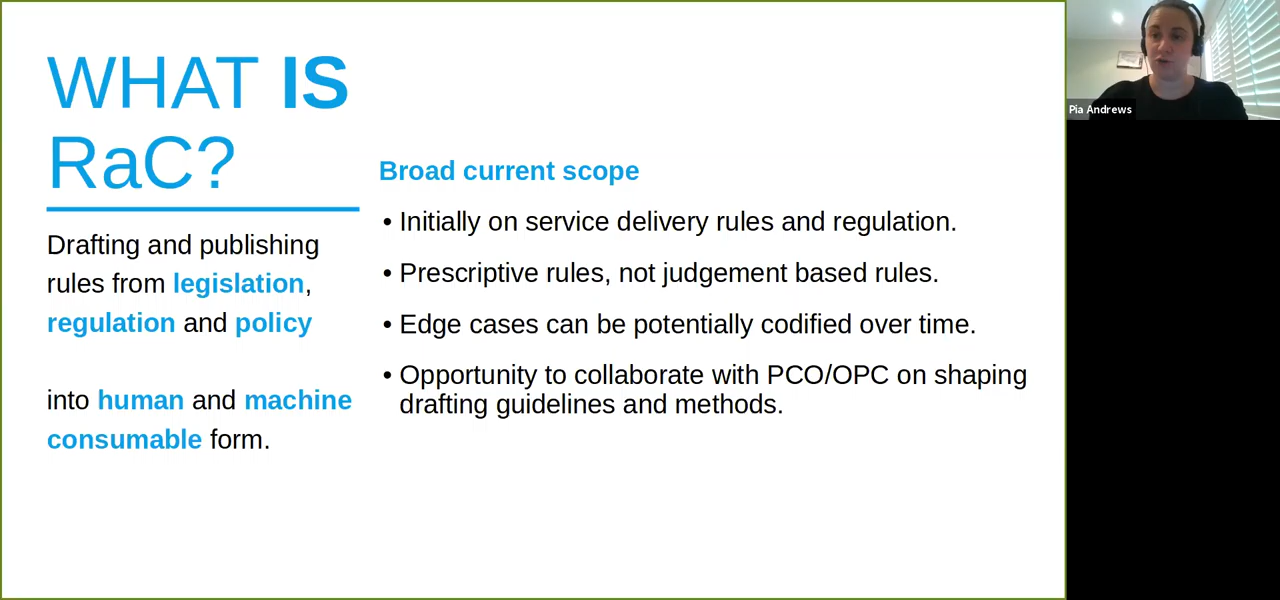 WHAT IS
RaC?
Drafting and publishing
rules from legislation,
regulation and policy
into human and machine
consumable form.
Broad current scope
• Initially on service delivery rules and regulation.
• Prescriptive rules, not judgement based rules.
• Edge cases can be potentially codified over time.
• Opportunity to collaborate with PCO/OPC on shaping
drafting guidelines and methods.
Pia Andrews